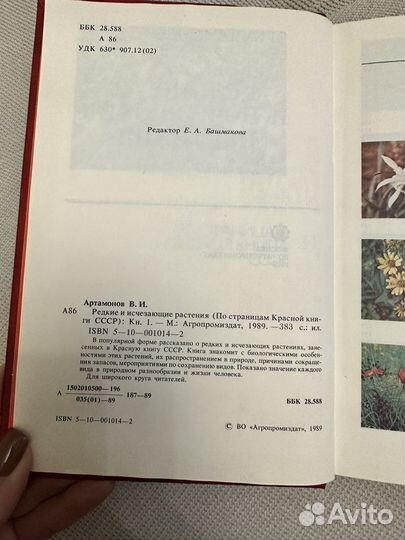 ББК 28.588
А 86
УДК 630* 907.12(02)
Редактор Е. А. Башмакова
Артамонов В. И.
А86 Редкие и исчезающие растения (По страницам Красной кни-
ги СССР): Кн. 1. — М.: Агропромиздат, 1989. —383 с.: ил.
ISBN 5—10—001014—2
В популярной форме рассказано о редких и исчезающих растениях, зане-
сенных в Красную книгу СССР. Книга знакомит с биологическими особен-
ностями этих растений, их распространением в природе, причинами сокраще-
ния запасов, мероприятиями по сохранению видов. Показано значение каждого
вида в природном разнообразии и жизни человека.
Для широкого круга читателей.
А 1502010500—196
035(01)—89
187—89
ББК 28.588
ISBN 5—10—001014—2
© ВО «Агропромиздат», 1989
Avito